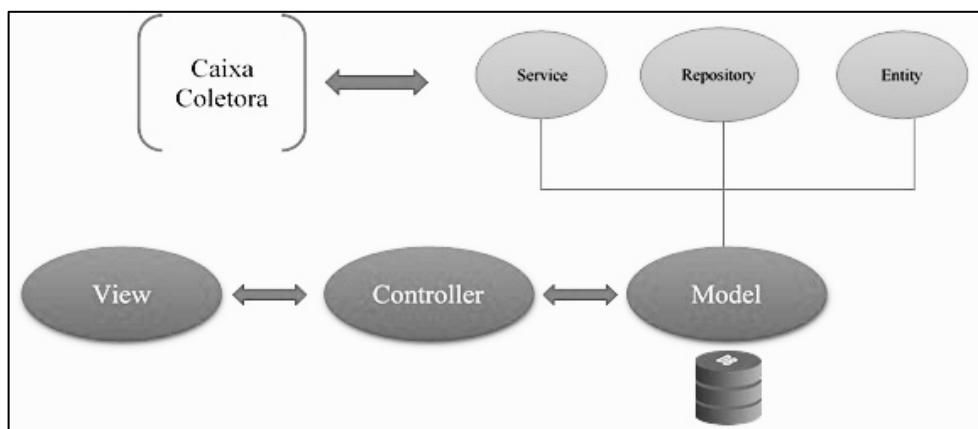 Caixa
Coletora
Service
Repository
Entity
View
Controller
Model